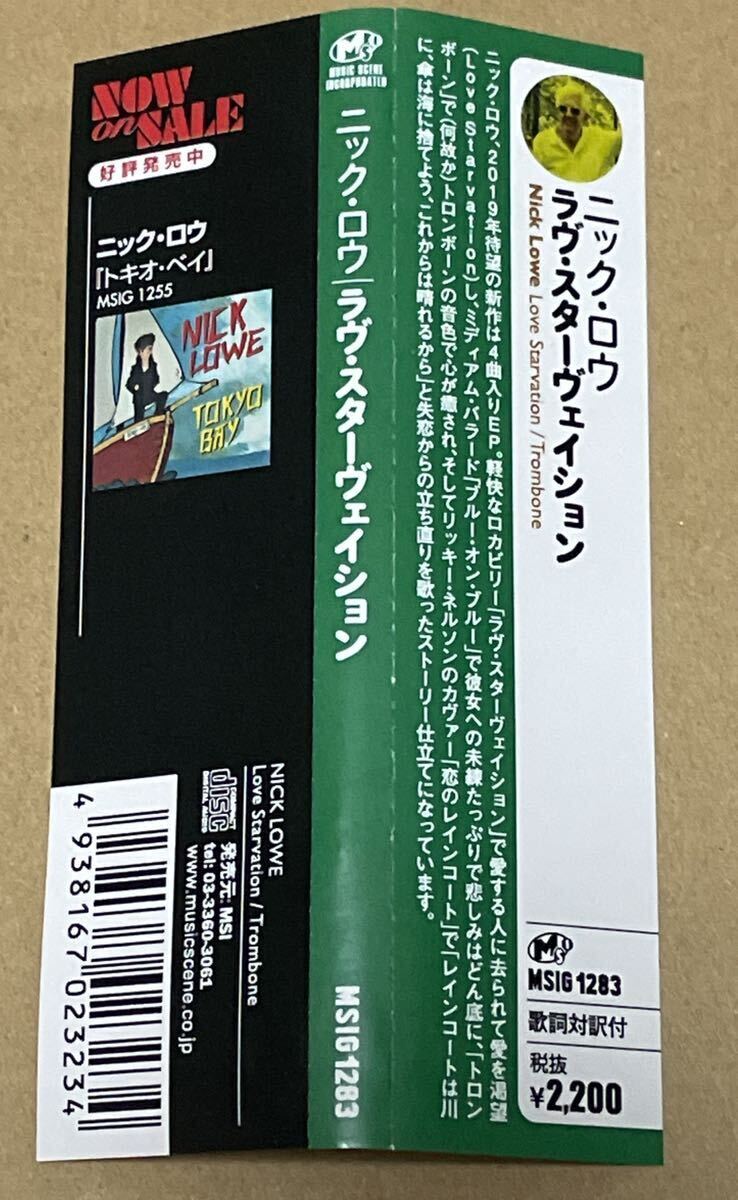 ニック・ロウ
ラヴ・スターヴェイション
Nick Lowe Love Starvation / Trombone
MSI
MSIG 1283
歌詞対訳付
税抜
¥2,200
ニック・ロウ、2019年待望の新作は4曲入りEP。軽快なロカビリー「ラヴ・スターヴェイション」で愛する人に去られて愛を渇望
(Love Starvation)し、ミディアム・バラード「ブルー・オン・ブルー」で彼女への未練たっぷりで悲しみはどん底に、「トロン
ボーン」で(何故か)トロンボーンの音色で心が癒され、そしてリッキー・ネルソンのカヴァー「恋のレインコート」で「レインコートは川
に、傘は海に捨てよう、これからは晴れるから」と失恋からの立ち直りを歌ったストーリー仕立てになっています。
MSI
MUSIC SCENE
INCORPORATED
ニック・ロウ|ラヴ・スターヴェイション
MSIG 1283
NOW
on SALE
好評発売中
ニック・ロウ
『トキオ・ベイ』
MSIG 1255
NICK
LOWE
TOKYO
BAY
NICK LOWE
Love Starvation / Trombone
COMPACT
disc
DIGITAL AUDIO
発売元: MSI
tel: 03-3360-3061
www.musicscene.co.jp
4 938167 023234